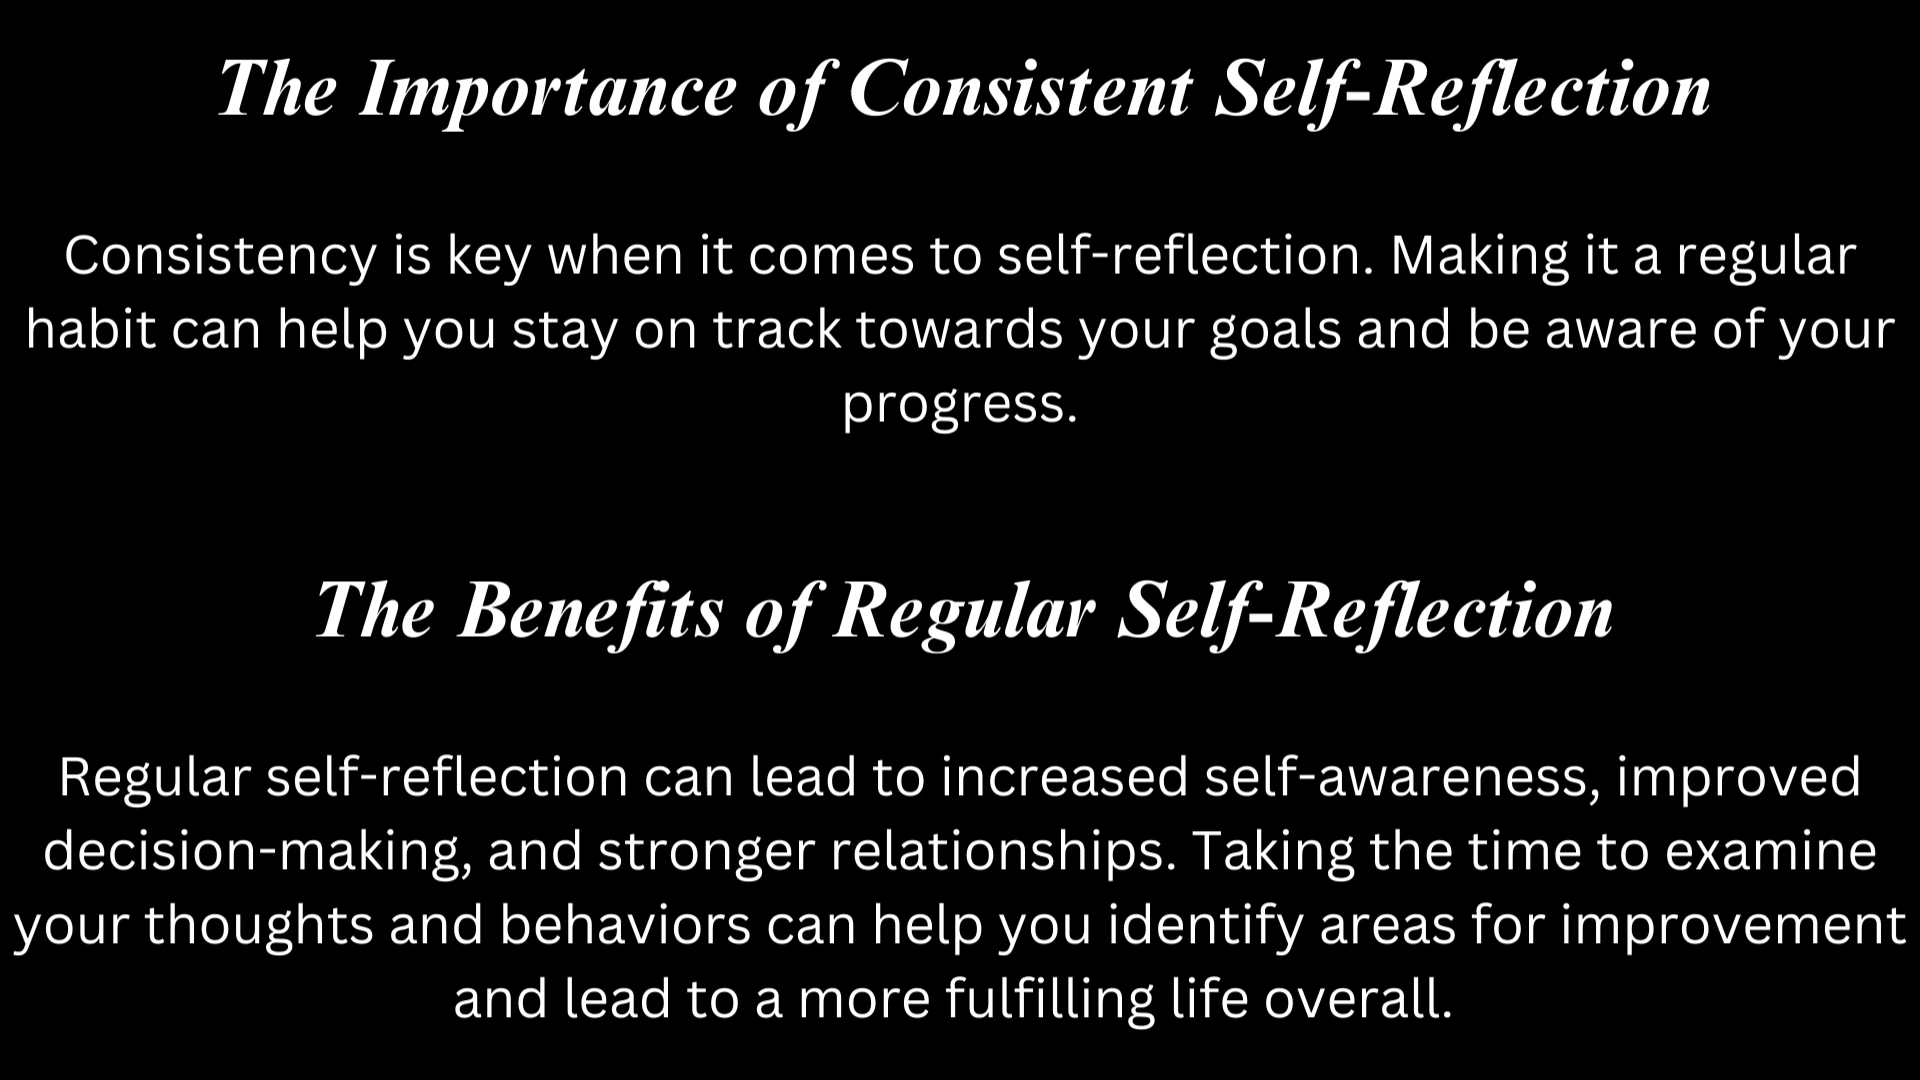 The Importance of Consistent Self-Reflection
Consistency is key when it comes to self-reflection. Making it a regular
habit can help you stay on track towards your goals and be aware of your
progress.
The Benefits of Regular Self-Reflection
Regular self-reflection can lead to increased self-awareness, improved
decision-making, and stronger relationships. Taking the time to examine
your thoughts and behaviors can help you identify areas for improvement
and lead to a more fulfilling life overall.